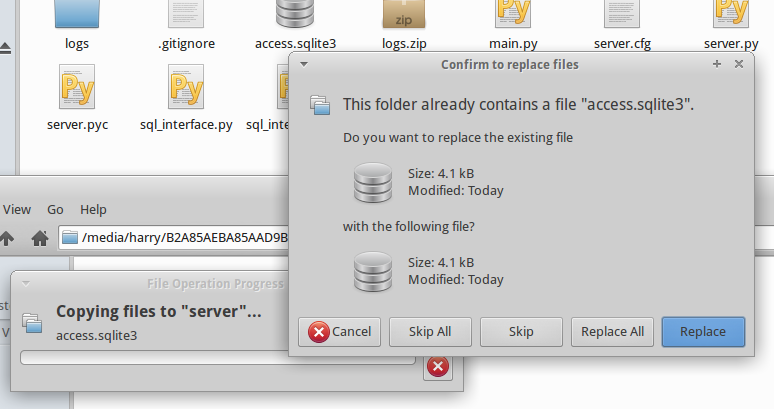 logs
.gitignore
access.sqlite3
zip
logs.zip
Py
main.py
server.cfg
Py
server.py
Py
server.pyc
Py
sql_interface.py
Py
Confirm to replace files
This folder already contains a file "access.sqlite3".
Do you want to replace the existing file
Size: 4.1 kB
Modified: Today
with the following file?
Size: 4.1 kB
Modified: Today
Cancel
Skip All
Skip
Replace All
Replace
View Go Help
/media/harry/B2A85AEBA85AAD9B
File Operation Progress
Copying files to "server"...
access.sqlite3